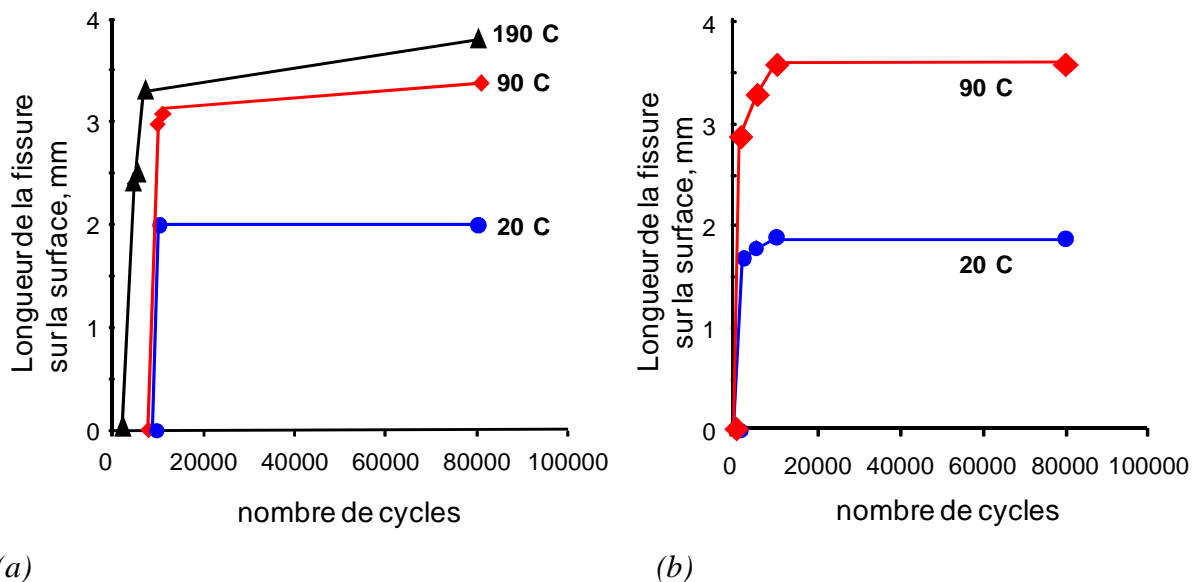 4
3
2
1
0
Longueur de la fissure
sur la surface, mm
190 C
90 C
20 C
0 20000 40000 60000 80000 100000
nombre de cycles
(a)
4
3
2
1
0
Longueur de la fissure
sur la surface, mm
90 C
20 C
0 20000 40000 60000 80000 100000
nombre de cycles
(b)